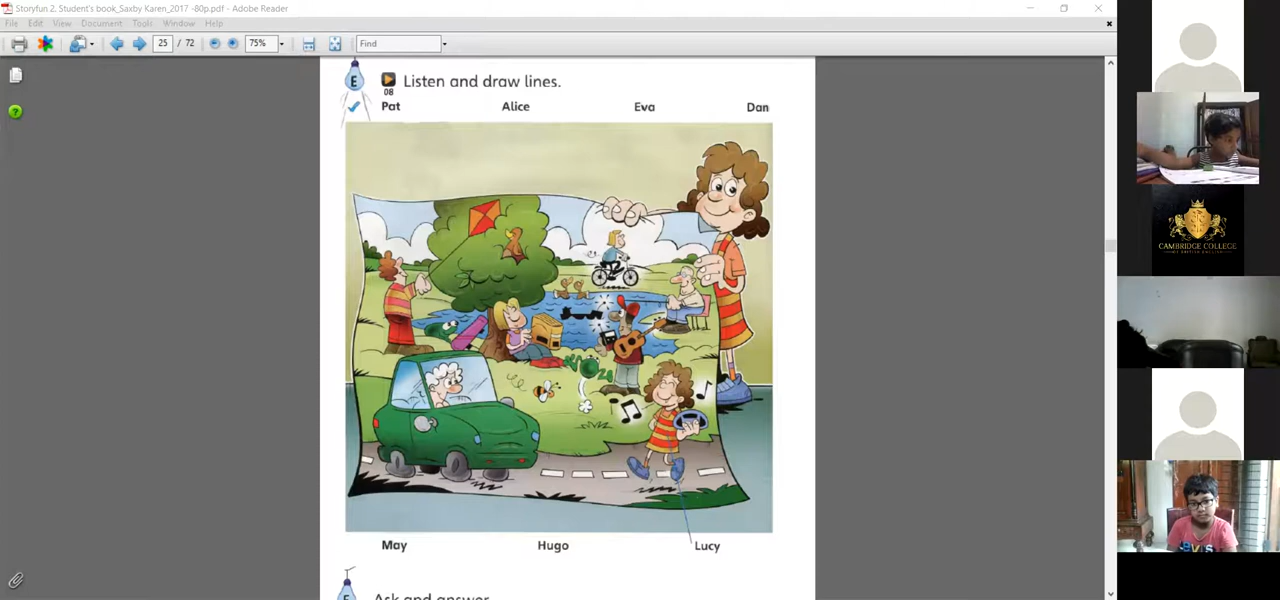 Storyfun 2. Student's book_Saxby Karen_2017 -80p.pdf - Adobe Reader
File Edit View Document Tools Window Help
25 / 72 75% Find
E Listen and draw lines.
08
Pat Alice Eva Dan
May Hugo Lucy
Ask and answer
CAMBRIDGE COLLEGE